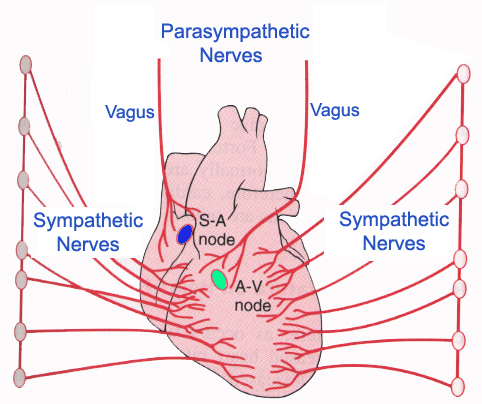 Parasympathetic
Nerves
Vagus
Vagus
S-A
node
Sympathetic
Nerves
Sympathetic
Nerves
A-V
node